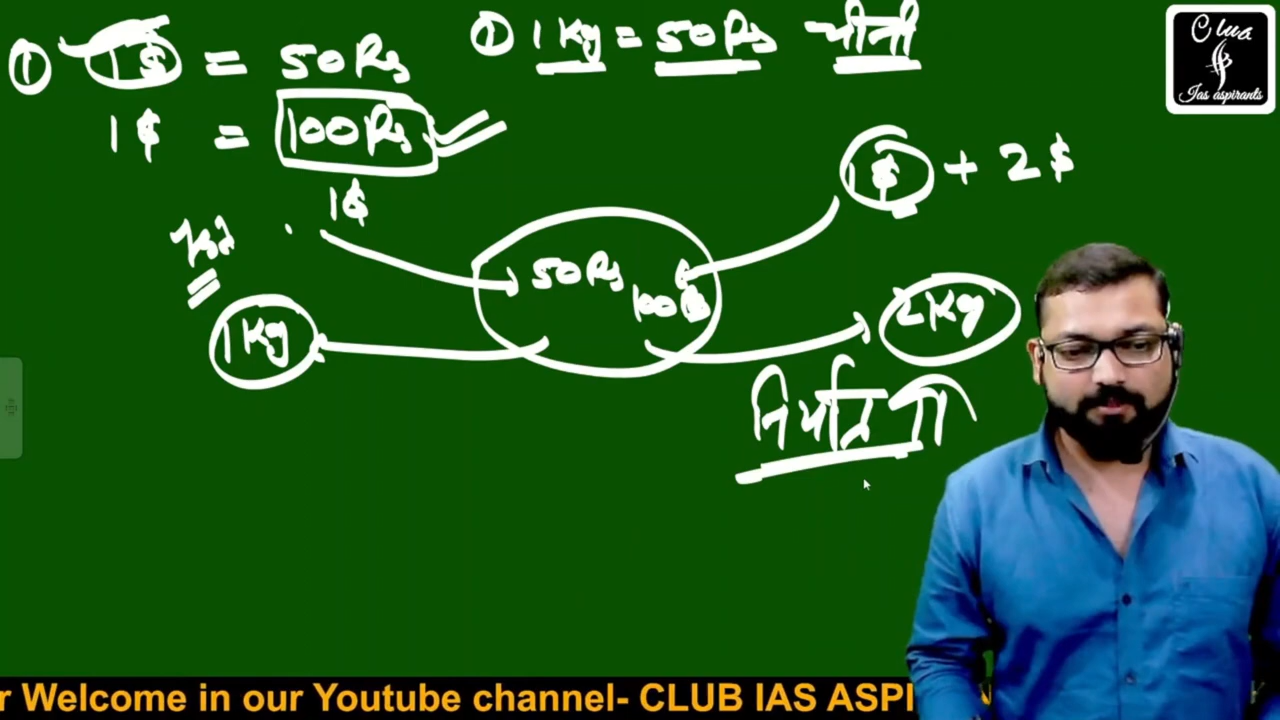 ① 1$ = 50Rs
① 1Kg = 50Rs चीनी
1$ = 100Rs
1$
1$ + 2$
50Rs
100
1Kg
2Kg
Club
Ias aspirants
r Welcome in our Youtube channel- CLUB IAS ASPI